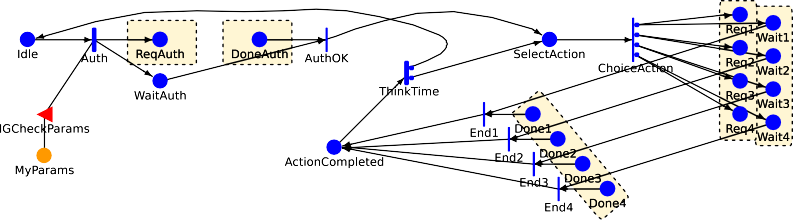 Idle
Auth
ReqAuth
DoneAuth
AuthOK
WaitAuth
SelectAction
ChoiceAction
Req1
Wait1
Req2
Wait2
Req3
Wait3
Req4
Wait4
ThinkTime
IGCheckParams
MyParams
ActionCompleted
End1
Done1
End2
Done2
End3
Done3
End4
Done4